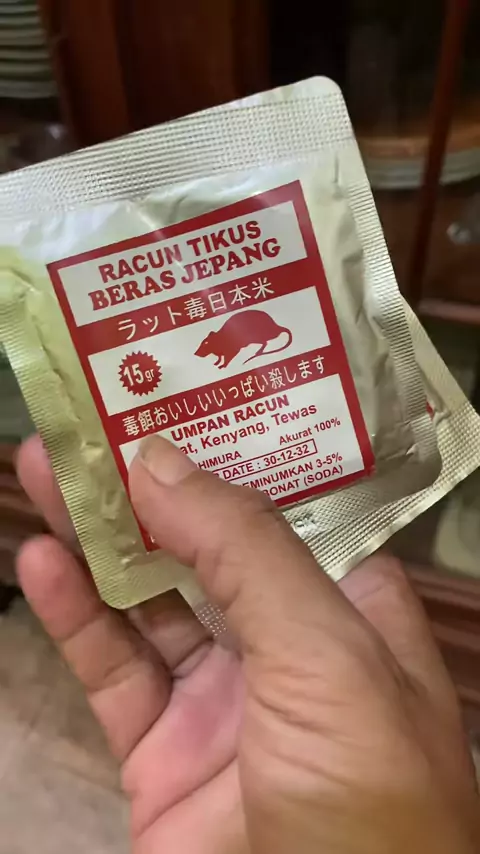 RACUN TIKUS
BERAS JEPANG
ラット毒日本米
15gr
毒餌おいしいいっぱい殺します
UMPAN RACUN
at, Kenyang, Tewas
HIMURA Akurat 100%
DATE : 30-12-32
EMINUMKAN 3-5%
ONAT (SODA)